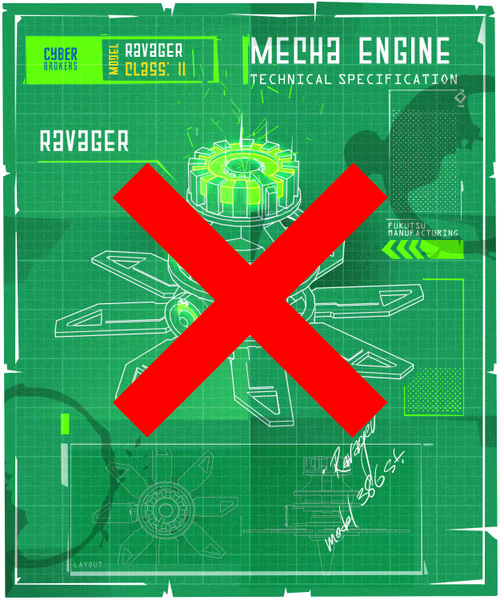 CYBER
BROKERS
MODEL
RAVAGER
CLASS: II
MECHA ENGINE
TECHNICAL SPECIFICATION
RAVAGER
FUKUTSU
MANUFACTURING
Ravager
model 386 St.
LAYOUT